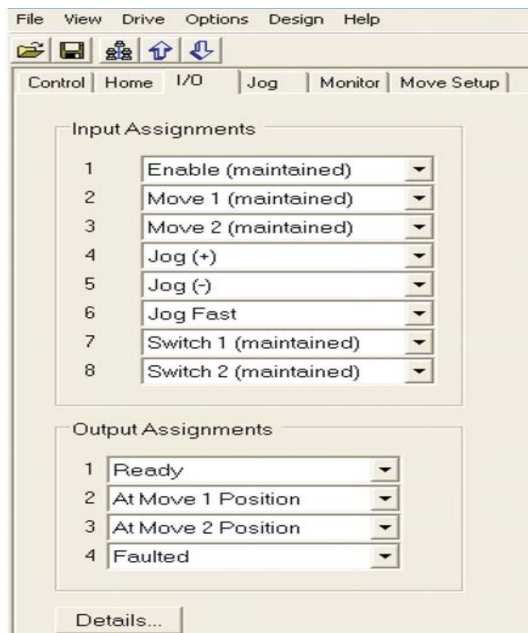 File View Drive Options Design Help
Control Home I/O Jog Monitor Move Setup
Input Assignments
1 Enable (maintained)
2 Move 1 (maintained)
3 Move 2 (maintained)
4 Jog (+)
5 Jog (-)
6 Jog Fast
7 Switch 1 (maintained)
8 Switch 2 (maintained)
Output Assignments
1 Ready
2 At Move 1 Position
3 At Move 2 Position
4 Faulted
Details...